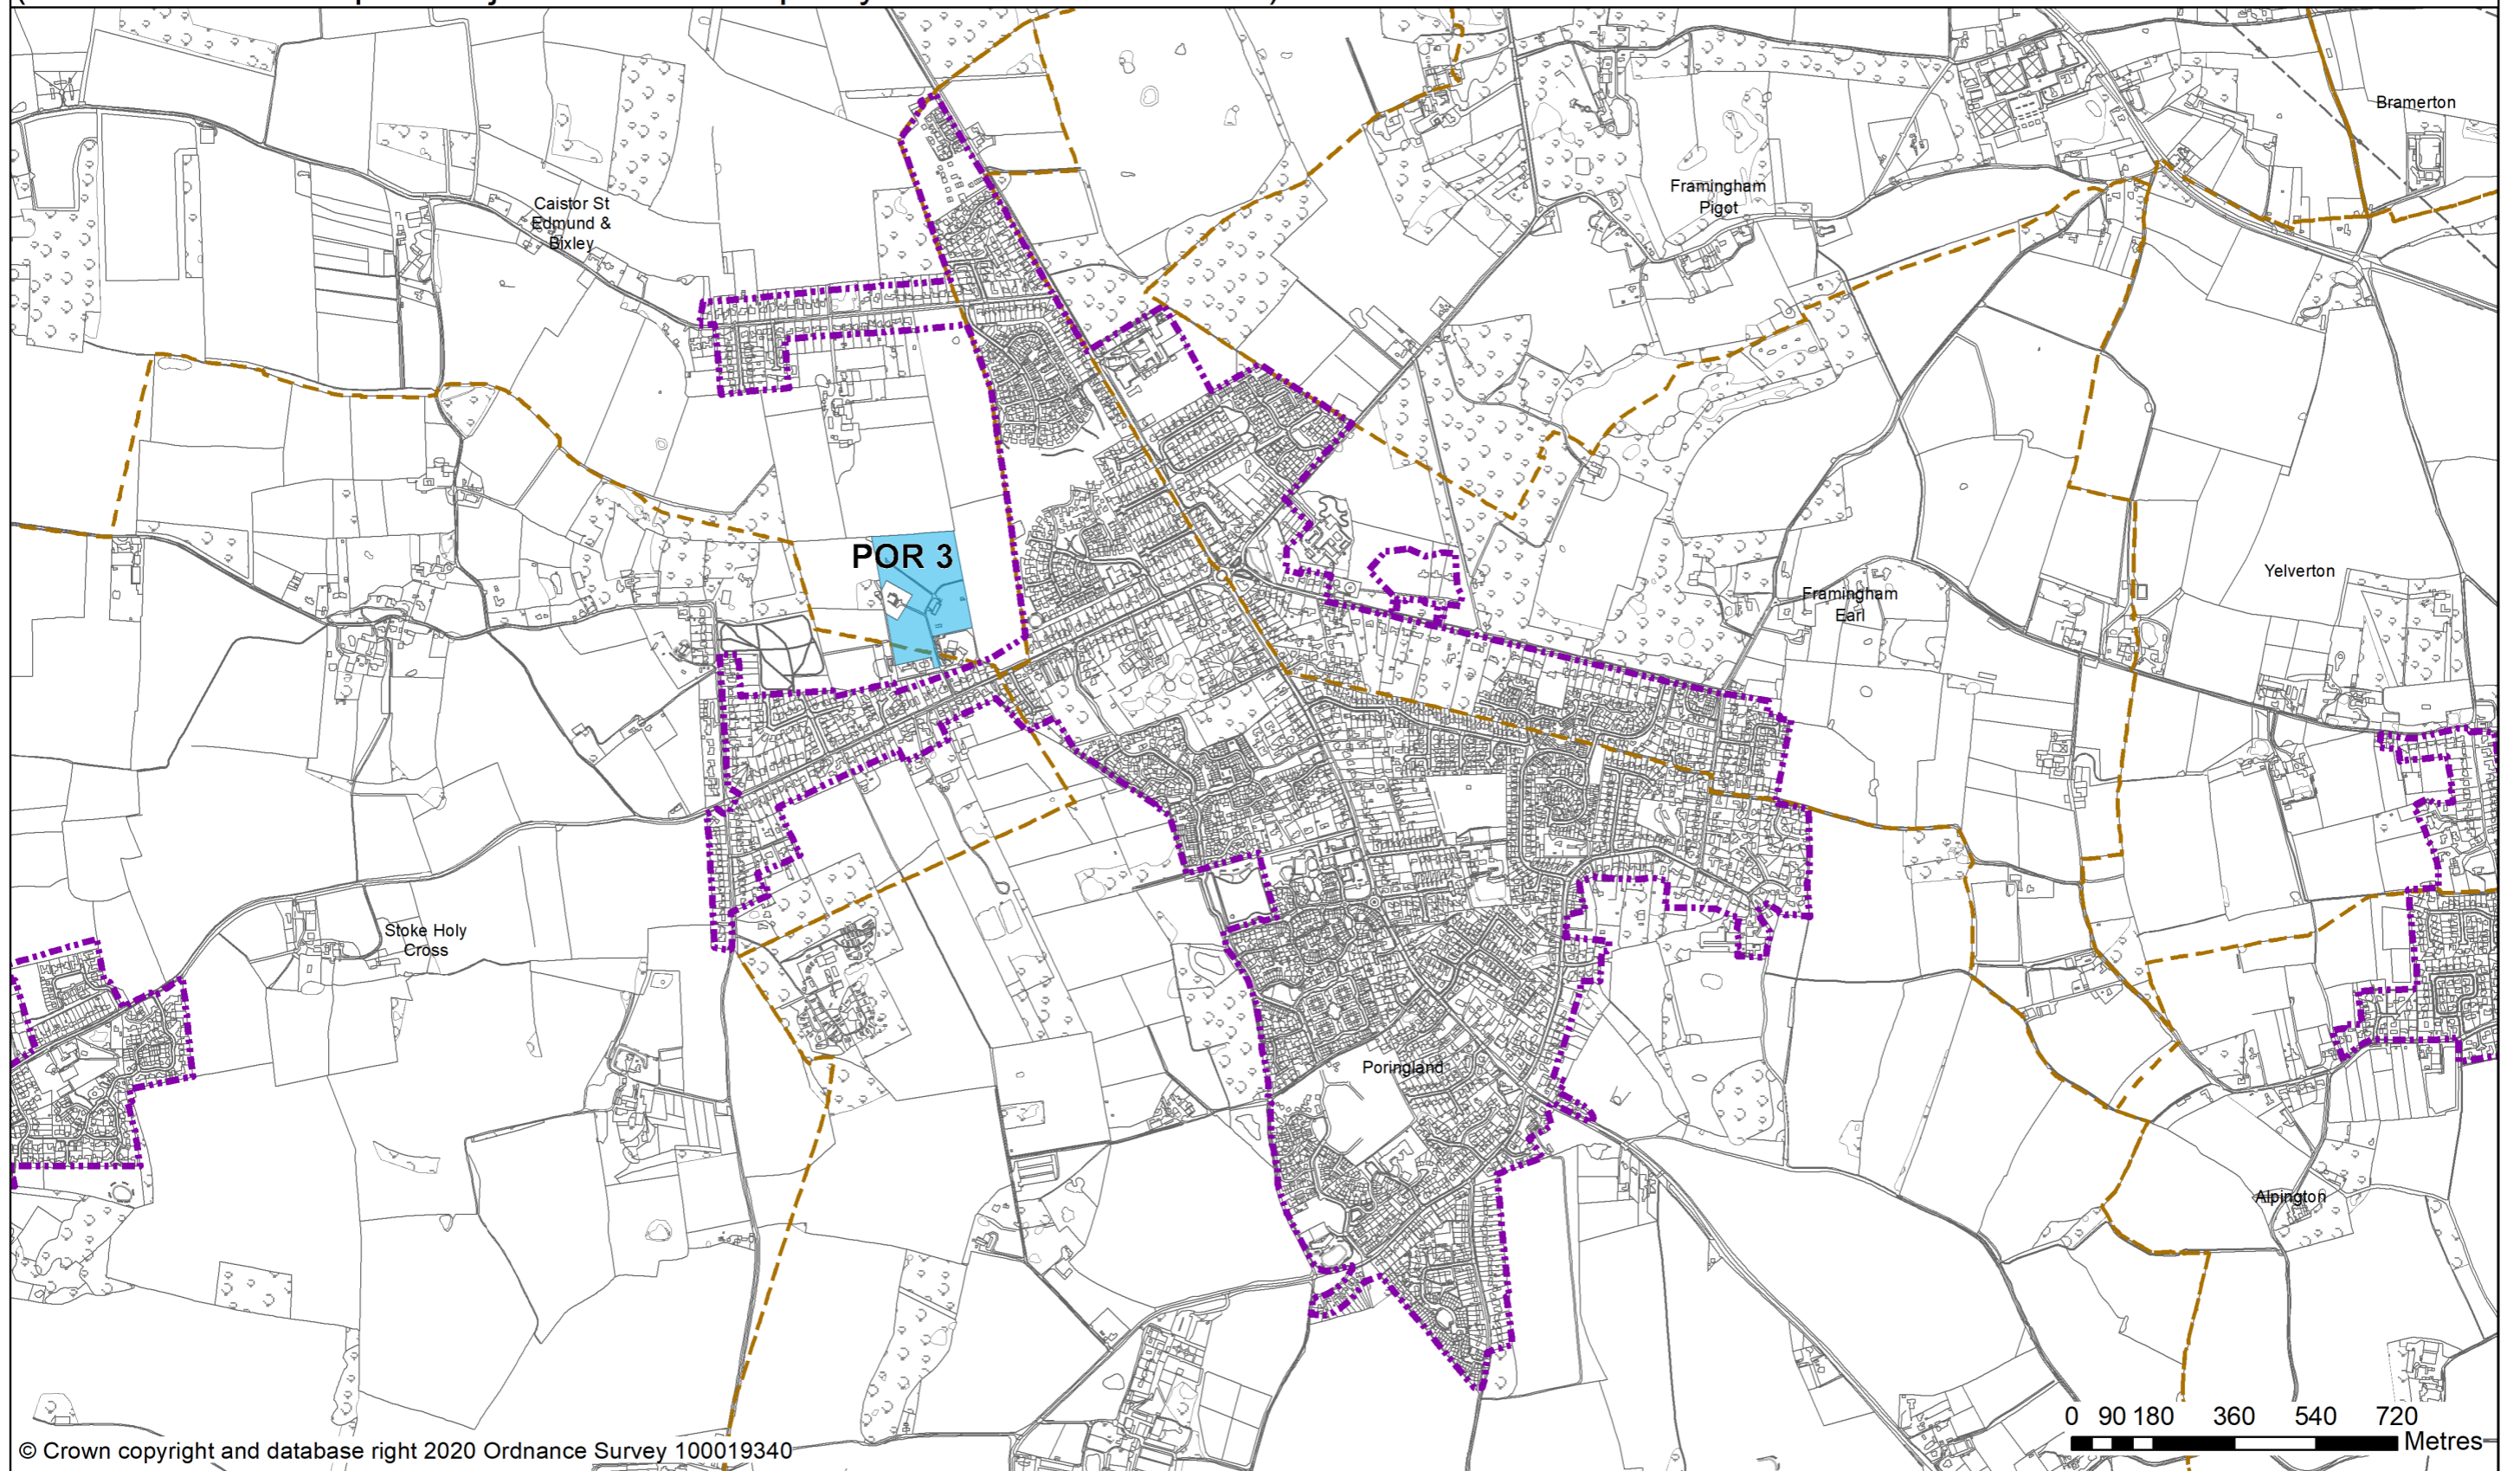 Bramerton
Framingham
Pigot
Caistor St
Edmund &
Bixley
POR 3
Yelverton
Framingham
Earl
Stoke Holy
Cross
Poringland
Alpington
0 90 180 360 540 720
Metres
© Crown copyright and database right 2020 Ordnance Survey 100019340